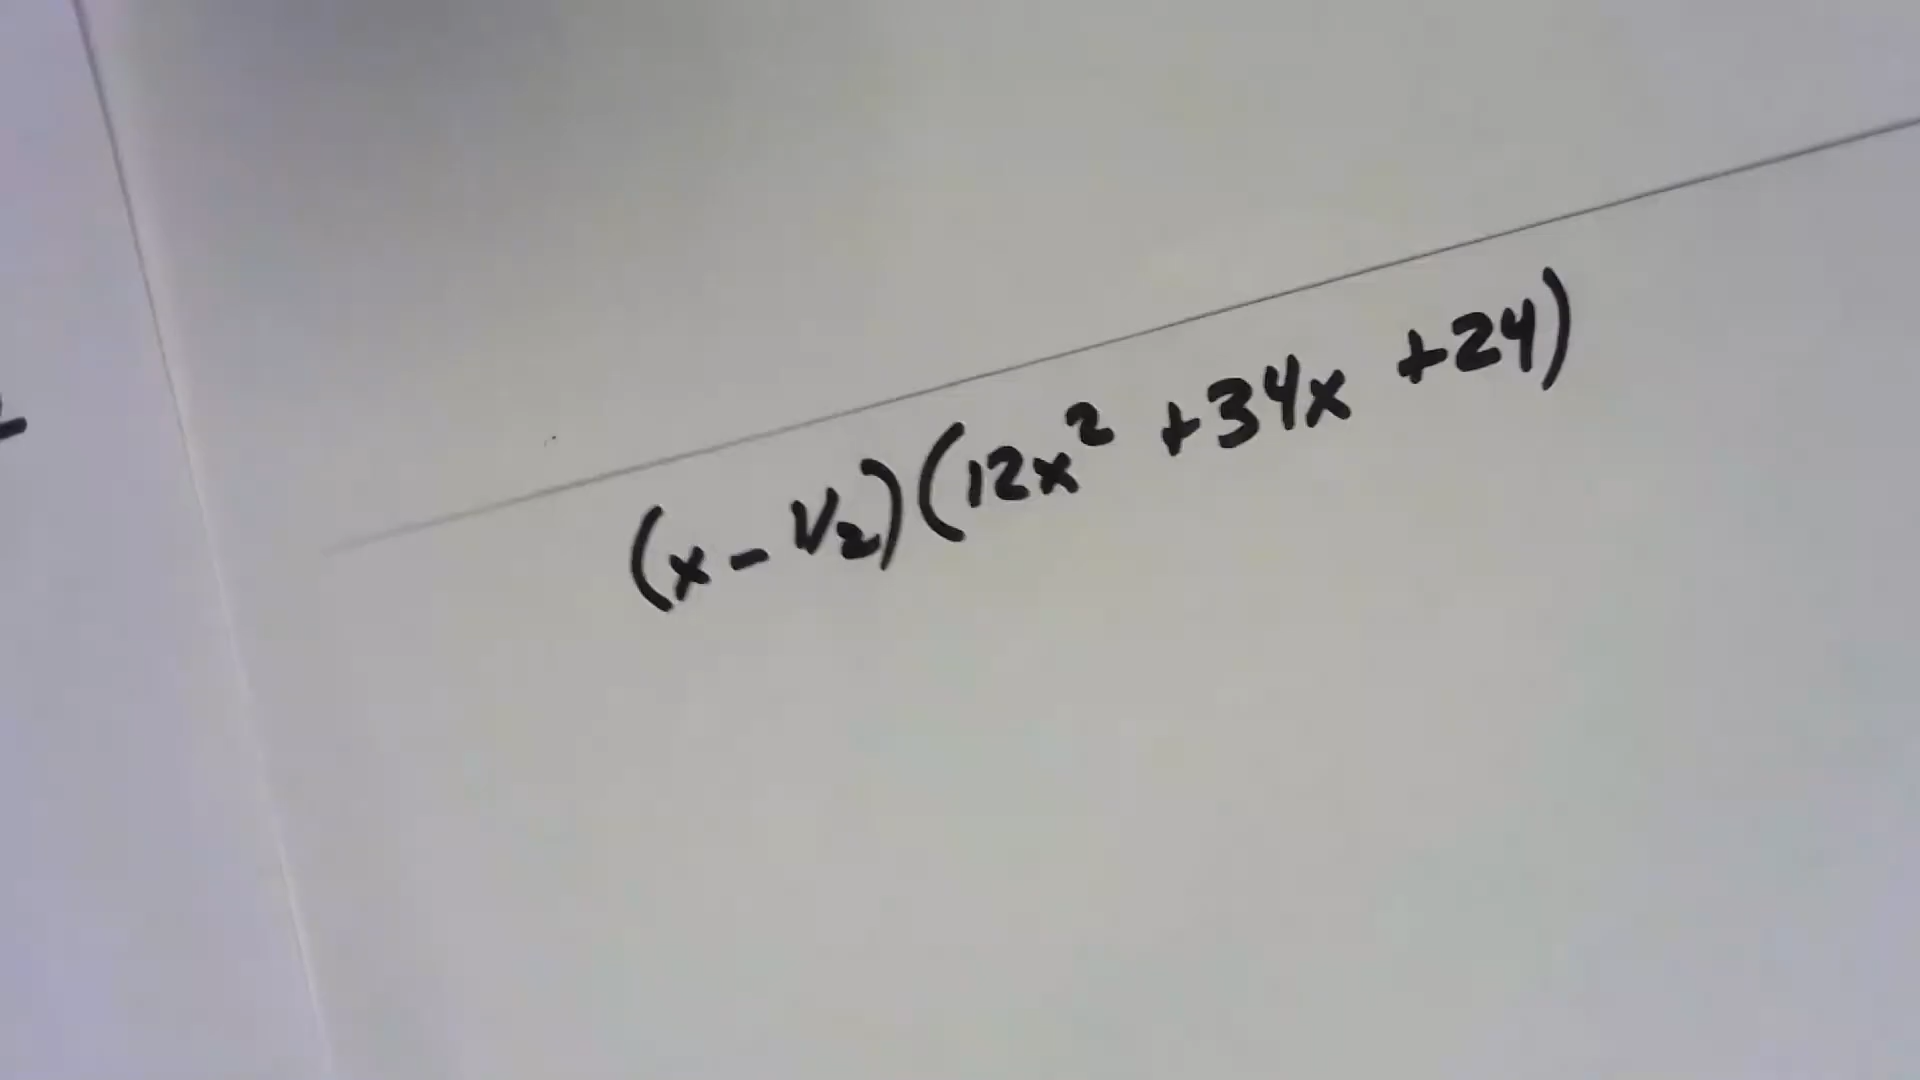 (x - 1/2)(12x² + 34x + 24)